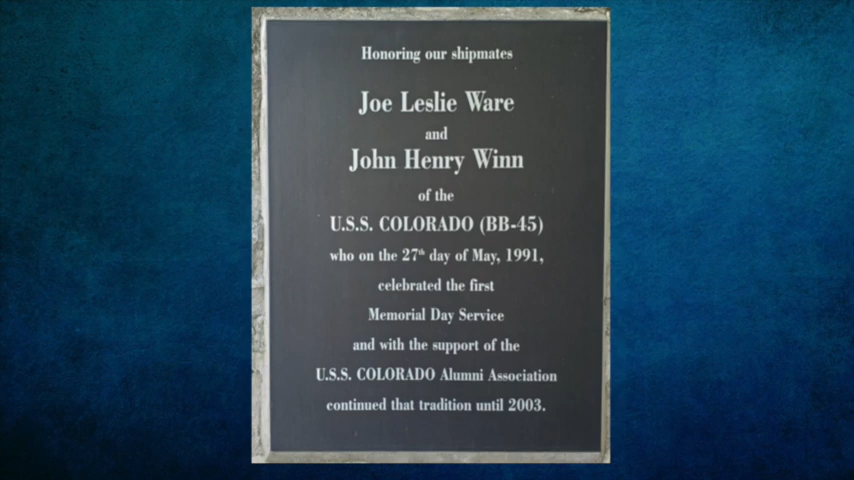 Honoring our shipmates
Joe Leslie Ware
and
John Henry Winn
of the
U.S.S. COLORADO (BB-45)
who on the 27th day of May, 1991,
celebrated the first
Memorial Day Service
and with the support of the
U.S.S. COLORADO Alumni Association
continued that tradition until 2003.